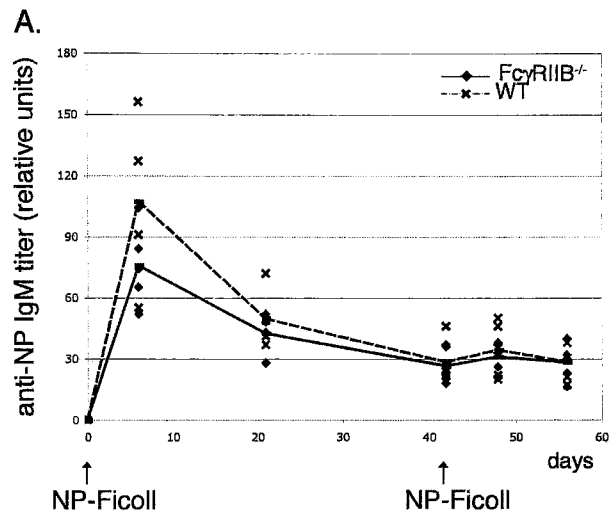 A.
anti-NP IgM titer (relative units)
180
150
120
90
60
30
0
FcγRIIB-/-
WT
0
10
20
30
40
50
60
days
NP-Ficoll
NP-Ficoll